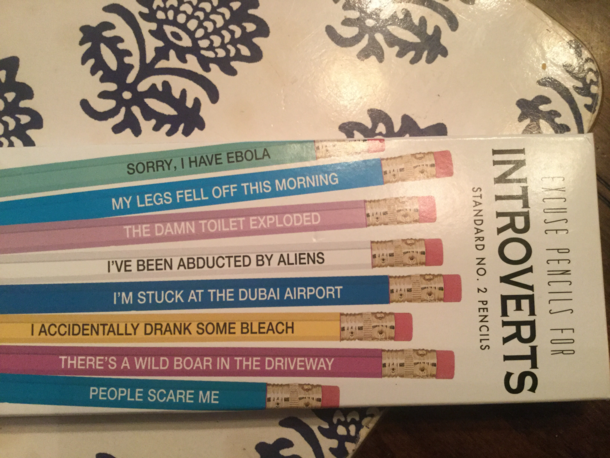 SORRY, I HAVE EBOLA
MY LEGS FELL OFF THIS MORNING
THE DAMN TOILET EXPLODED
I'VE BEEN ABDUCTED BY ALIENS
I'M STUCK AT THE DUBAI AIRPORT
I ACCIDENTALLY DRANK SOME BLEACH
THERE'S A WILD BOAR IN THE DRIVEWAY
PEOPLE SCARE ME
EXCUSE PENCILS FOR
INTROVERTS
STANDARD NO. 2 PENCILS